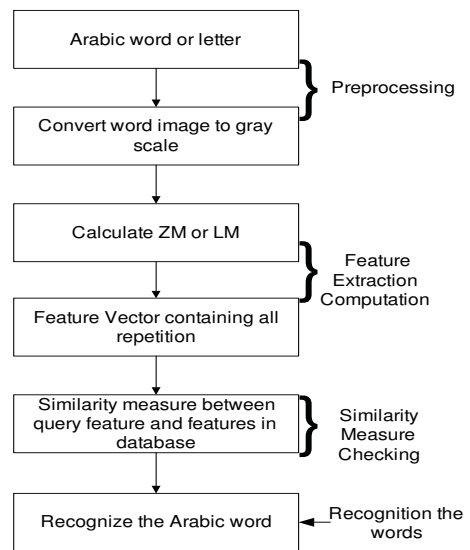 Arabic word or letter
Preprocessing
Convert word image to gray
scale
Calculate ZM or LM
Feature
Extraction
Computation
Feature Vector containing all
repetition
Similarity measure between
query feature and features in
database
Similarity
Measure
Checking
Recognize the Arabic word
Recognition the
words